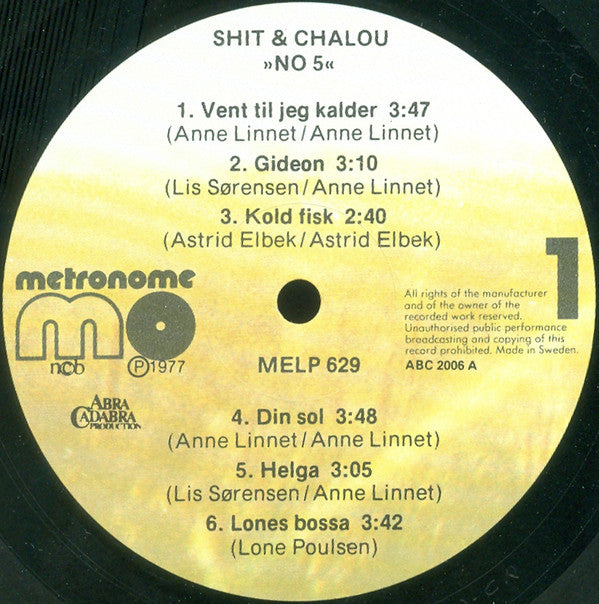 SHIT & CHALOU
»NO 5«
1. Vent til jeg kalder 3:47
(Anne Linnet/Anne Linnet)
2. Gideon 3:10
(Lis Sørensen/Anne Linnet)
3. Kold fisk 2:40
(Astrid Elbek/Astrid Elbek)
metronome
mo
ncb
Ⓟ1977
MELP 629
1
All rights of the manufacturer
and of the owner of the
recorded work reserved.
Unauthorised public performance
broadcasting and copying of this
record prohibited. Made in Sweden.
ABC 2006 A
ABRA
CADABRA
PRODUCTION
4. Din sol 3:48
(Anne Linnet/Anne Linnet)
5. Helga 3:05
(Lis Sørensen/Anne Linnet)
6. Lones bossa 3:42
(Lone Poulsen)